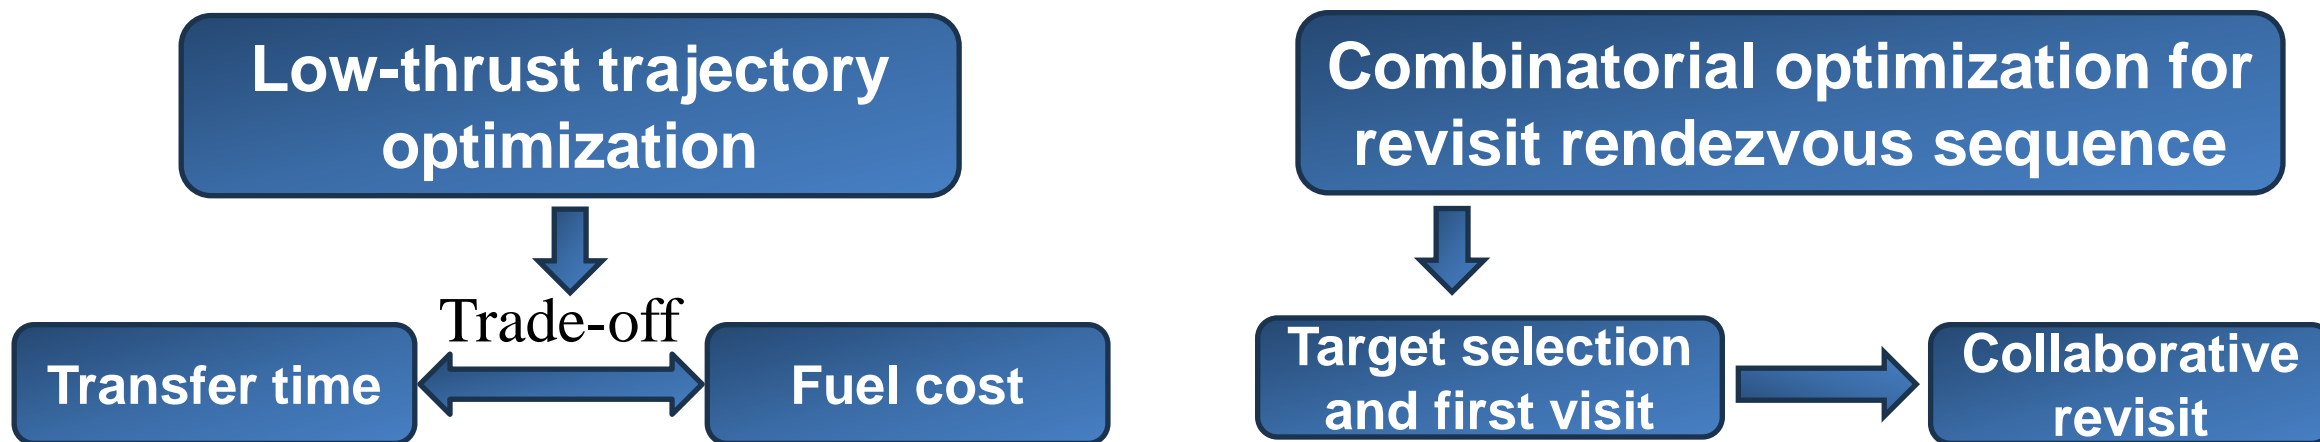 Low-thrust trajectory
optimization
Trade-off
Transfer time
Fuel cost
Combinatorial optimization for
revisit rendezvous sequence
Target selection
and first visit
Collaborative
revisit